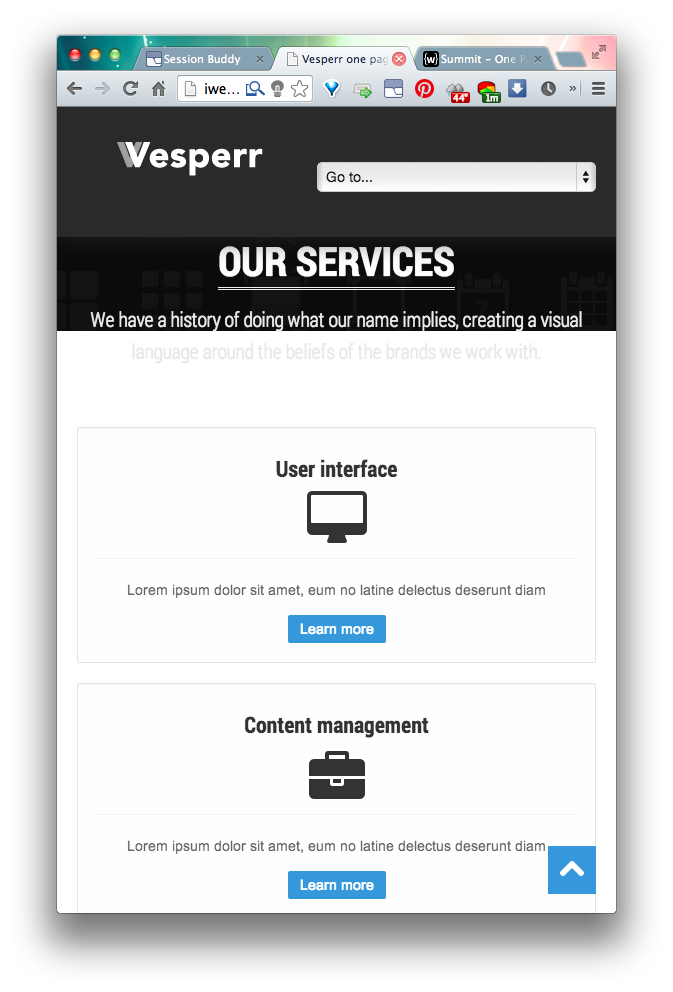 Session Buddy
Vesperr one pag
{w} Summit – One P
iwe...
44°
1m
»
Vesperr
Go to...
OUR SERVICES
We have a history of doing what our name implies, creating a visual
language around the beliefs of the brands we work with.
User interface
Lorem ipsum dolor sit amet, eum no latine delectus deserunt diam
Learn more
Content management
Lorem ipsum dolor sit amet, eum no latine delectus deserunt diam
Learn more